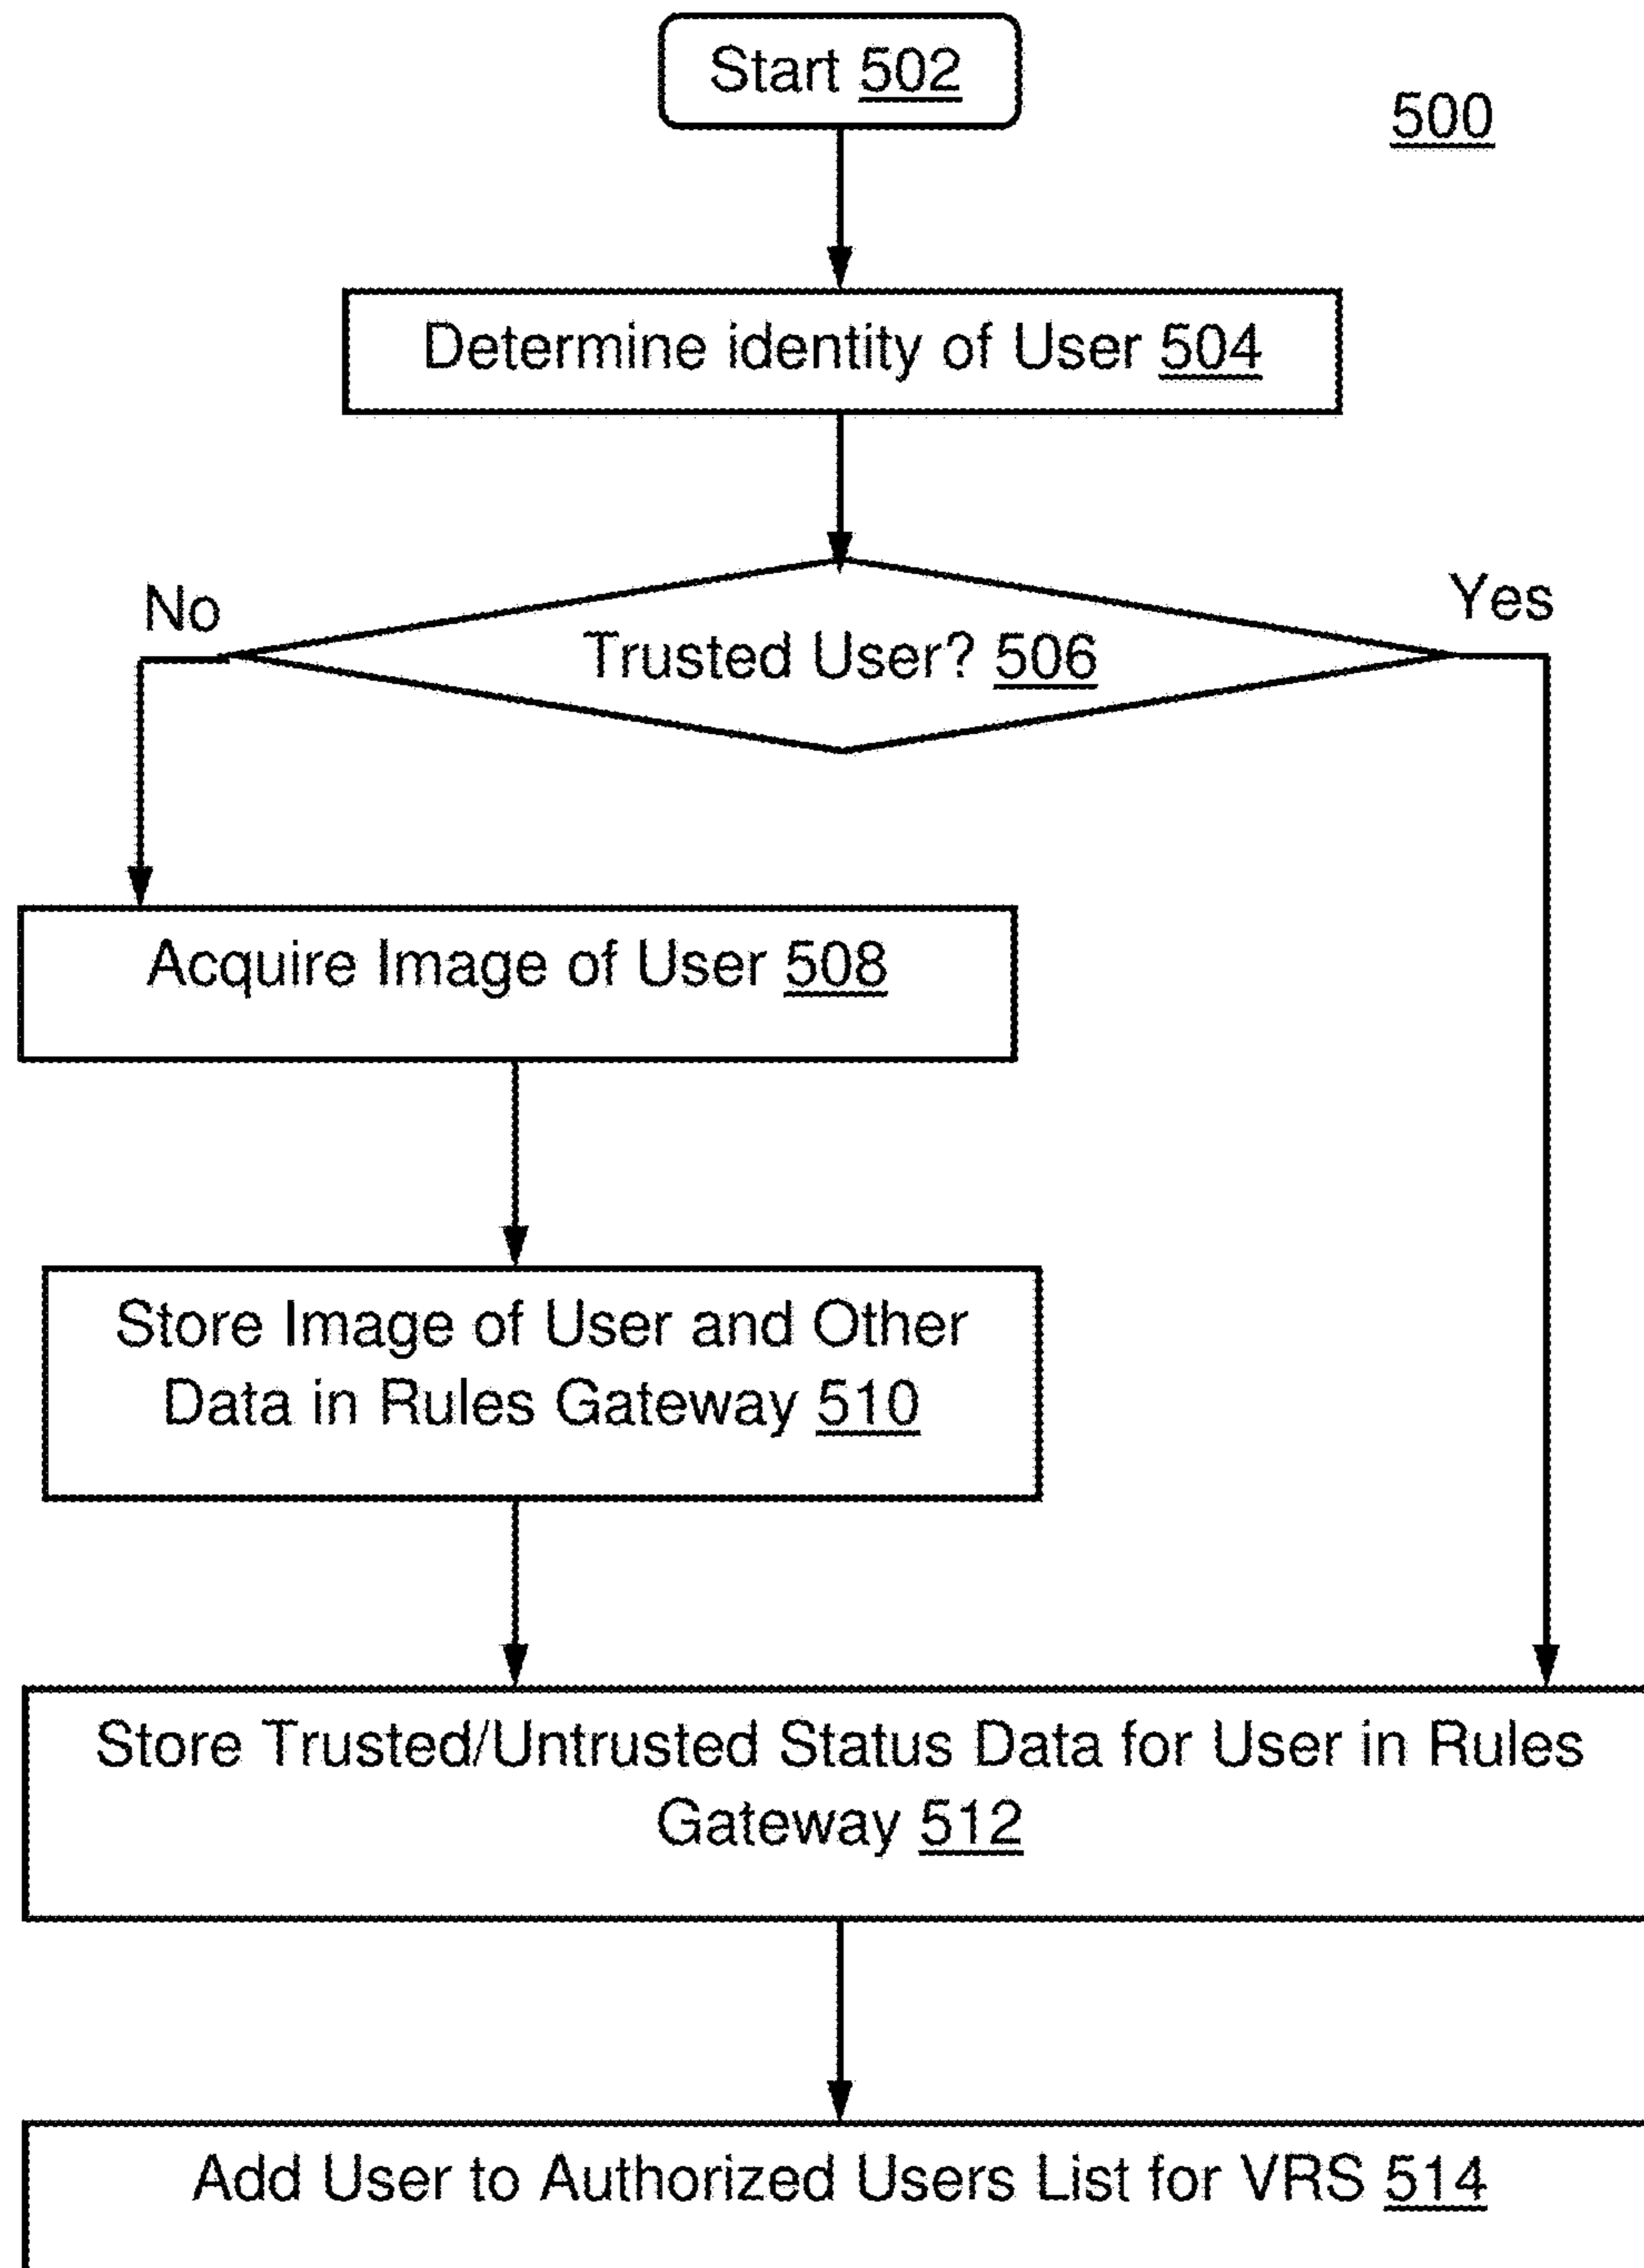 Start 502
500
Determine identity of User 504
No
Yes
Trusted User? 506
Acquire Image of User 508
Store Image of User and Other
Data in Rules Gateway 510
Store Trusted/Untrusted Status Data for User in Rules
Gateway 512
Add User to Authorized Users List for VRS 514